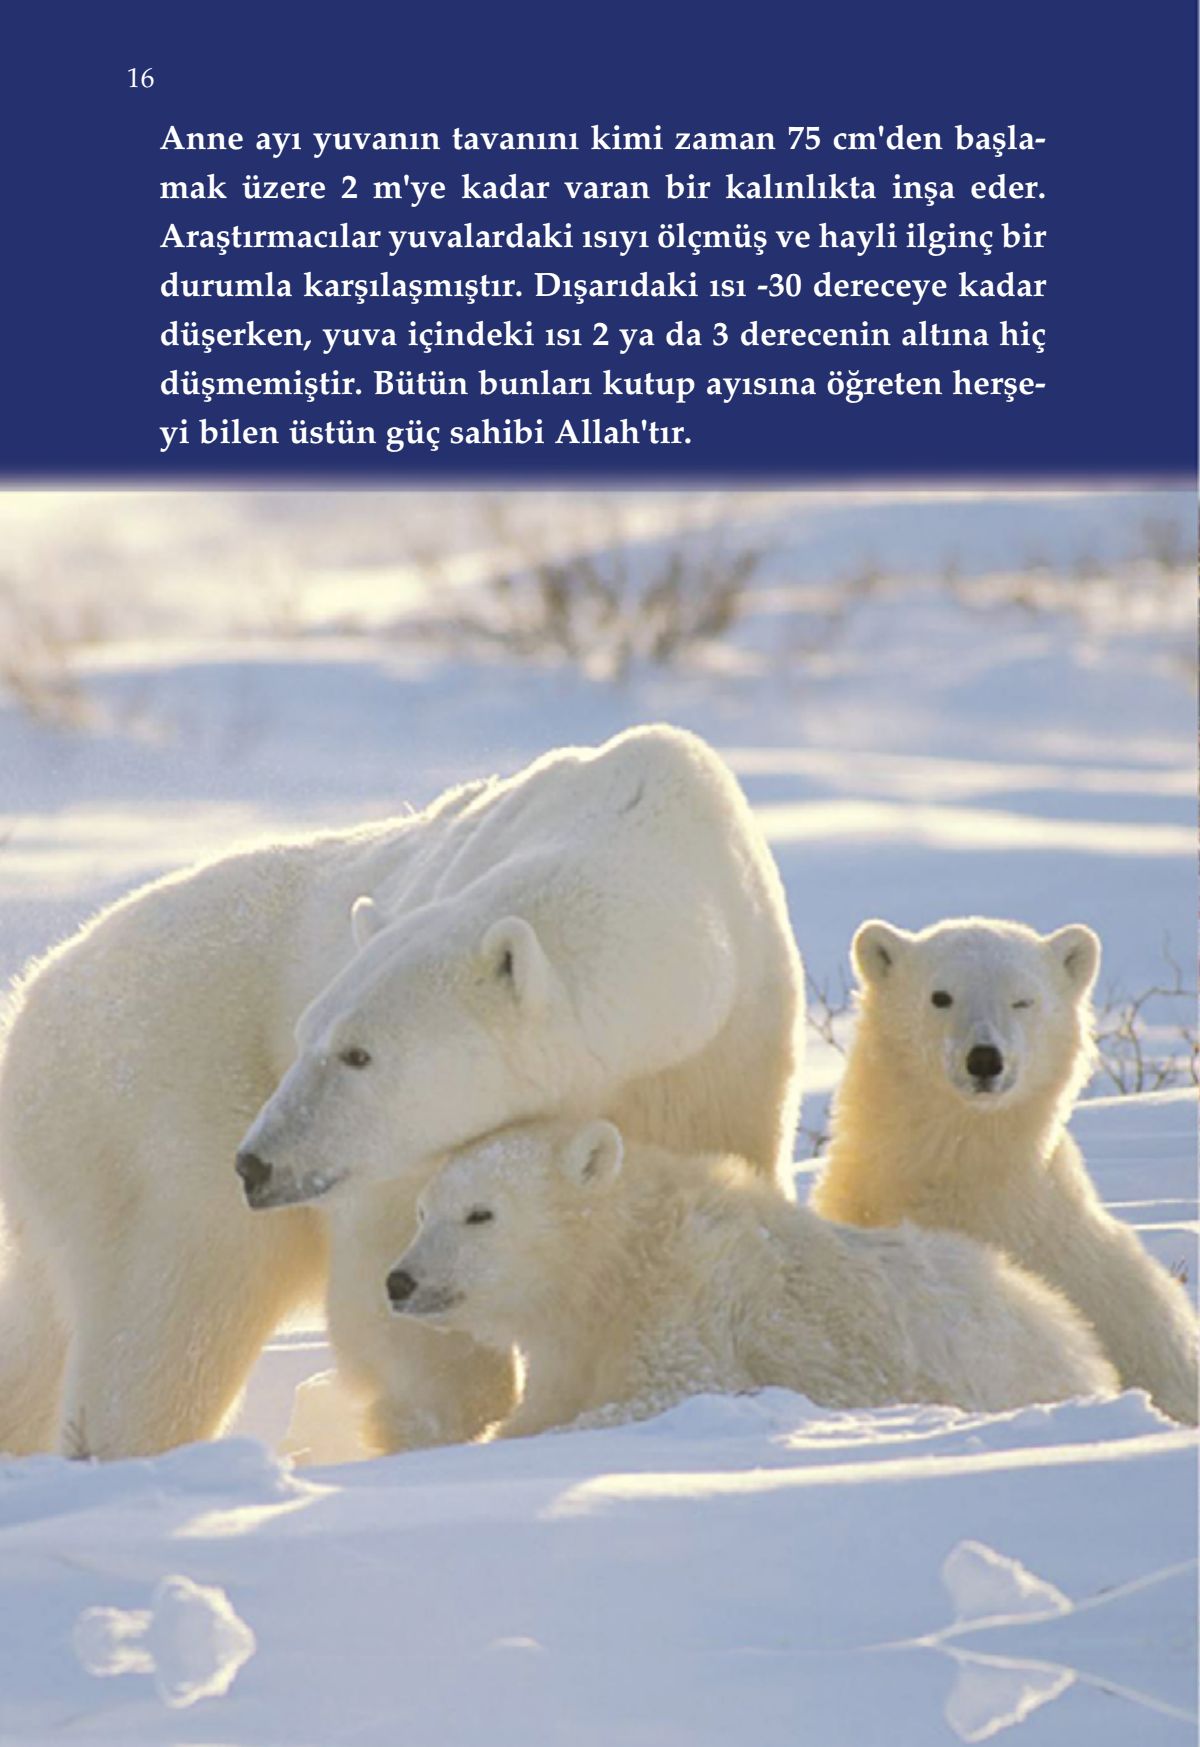 16
Anne ayı yuvanın tavanını kimi zaman 75 cm'den başla-
mak üzere 2 m'ye kadar varan bir kalınlıkta inşa eder.
Araştırmacılar yuvalardaki ısıyı ölçmüş ve hayli ilginç bir
durumla karşılaşmıştır. Dışarıdaki ısı -30 dereceye kadar
düşerken, yuva içindeki ısı 2 ya da 3 derecenin altına hiç
düşmemiştir. Bütün bunları kutup ayısına öğreten herşe-
yi bilen üstün güç sahibi Allah'tır.